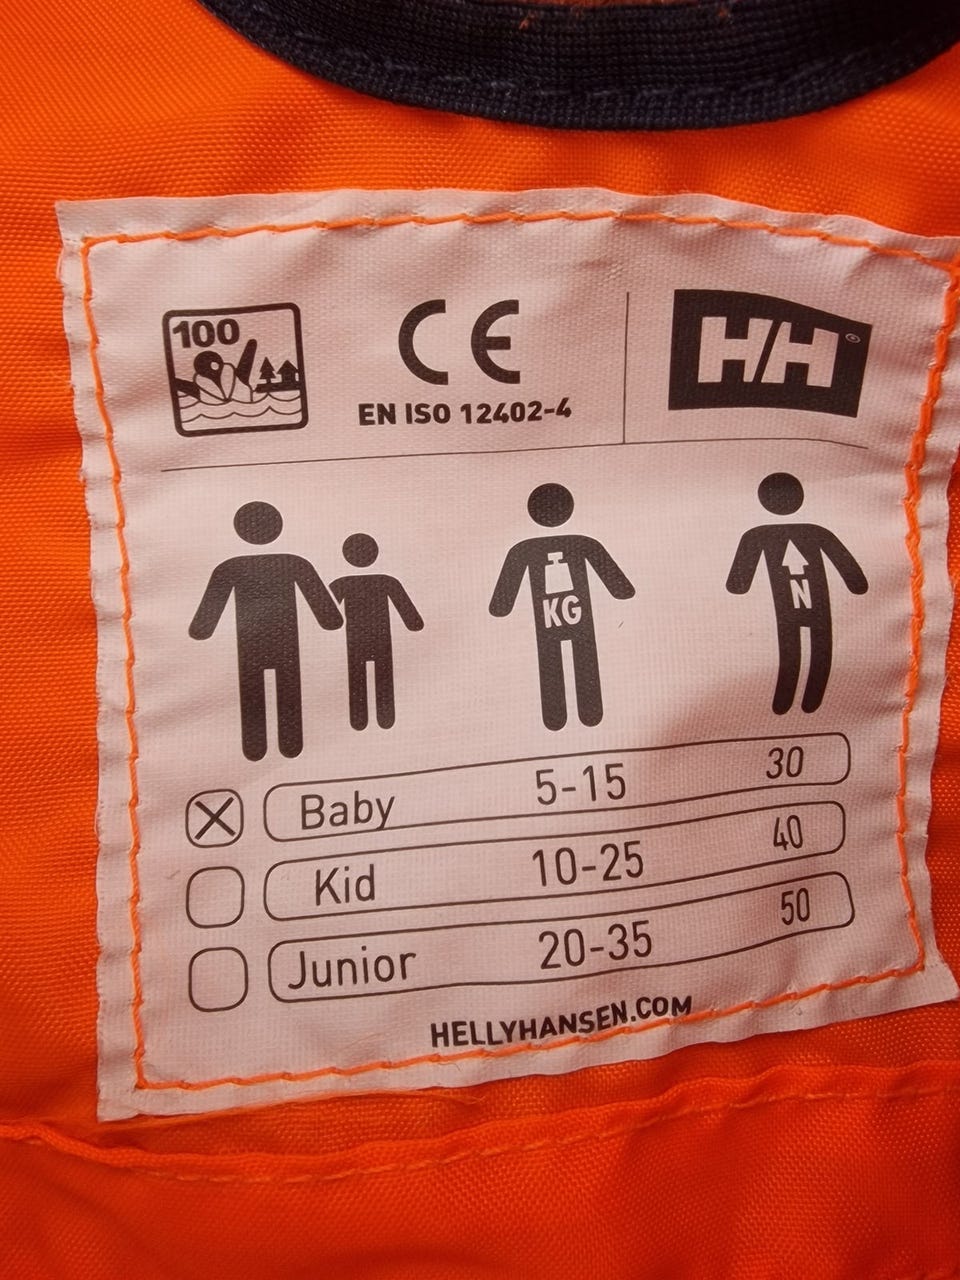 100
CE
EN ISO 12402-4
H/H ®
KG
N
Baby 5-15 30
Kid 10-25 40
Junior 20-35 50
HELLYHANSEN.COM